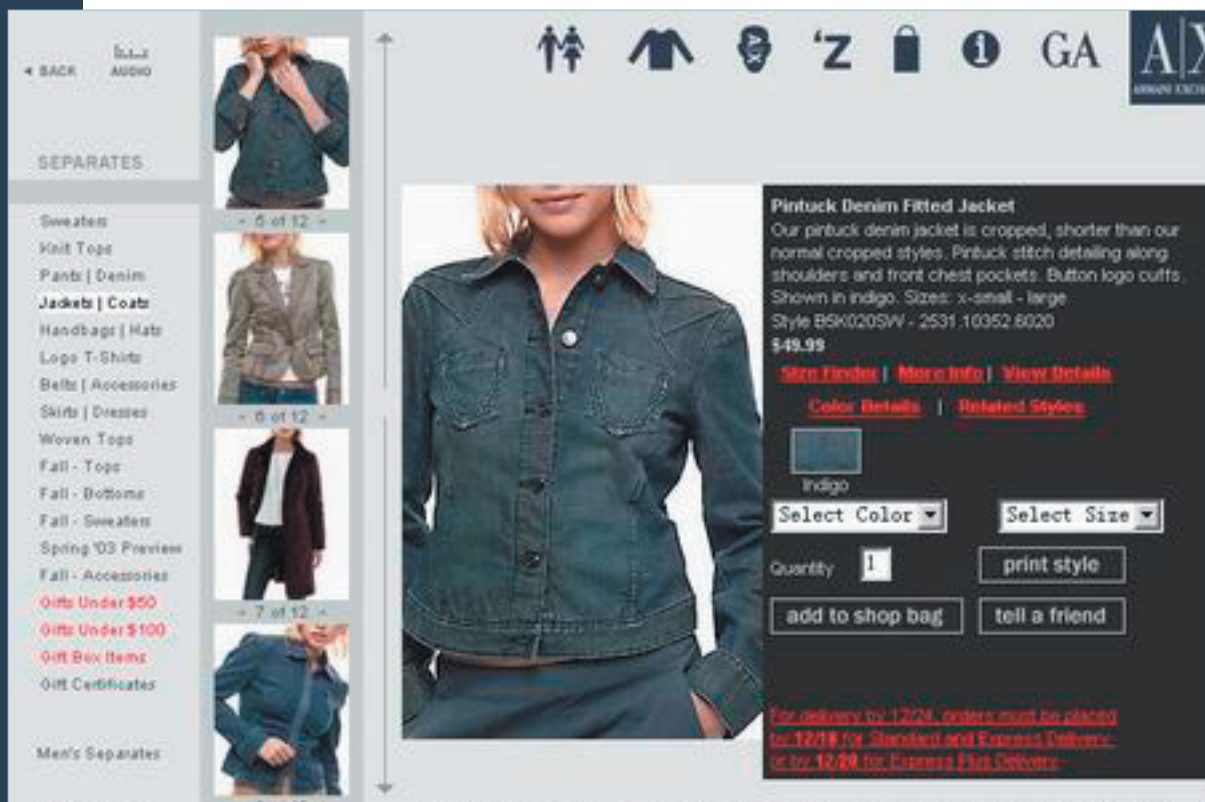 ◄ BACK
AUDIO
SEPARATES
Sweaters
Knit Tops
Pants | Denim
Jackets | Coats
Handbags | Hats
Logo T-Shirts
Belts | Accessories
Skirts | Dresses
Woven Tops
Fall - Tops
Fall - Bottoms
Fall - Sweaters
Spring '03 Preview
Fall - Accessories
Gifts Under $50
Gifts Under $100
Gift Box Items
Gift Certificates
Men's Separates
- 5 of 12 -
- 6 of 12 -
- 7 of 12 -
A|X
'Z
i
GA
A|X
ARMANI EXCHA
Pintuck Denim Fitted Jacket
Our pintuck denim jacket is cropped, shorter than our
normal cropped styles. Pintuck stitch detailing along
shoulders and front chest pockets. Button logo cuffs.
Shown in indigo. Sizes: x-small - large
Style B5K020SW - 2531 10352 6020
$49.99
Size Finder | More Info | View Details
Color Details | Related Styles
Indigo
Select Color Select Size
Quantity 1 print style
add to shop bag tell a friend
For delivery by 12/24, orders must be placed
by 12/18 for Standard and Express Delivery
or by 12/20 for Express Plus Delivery.